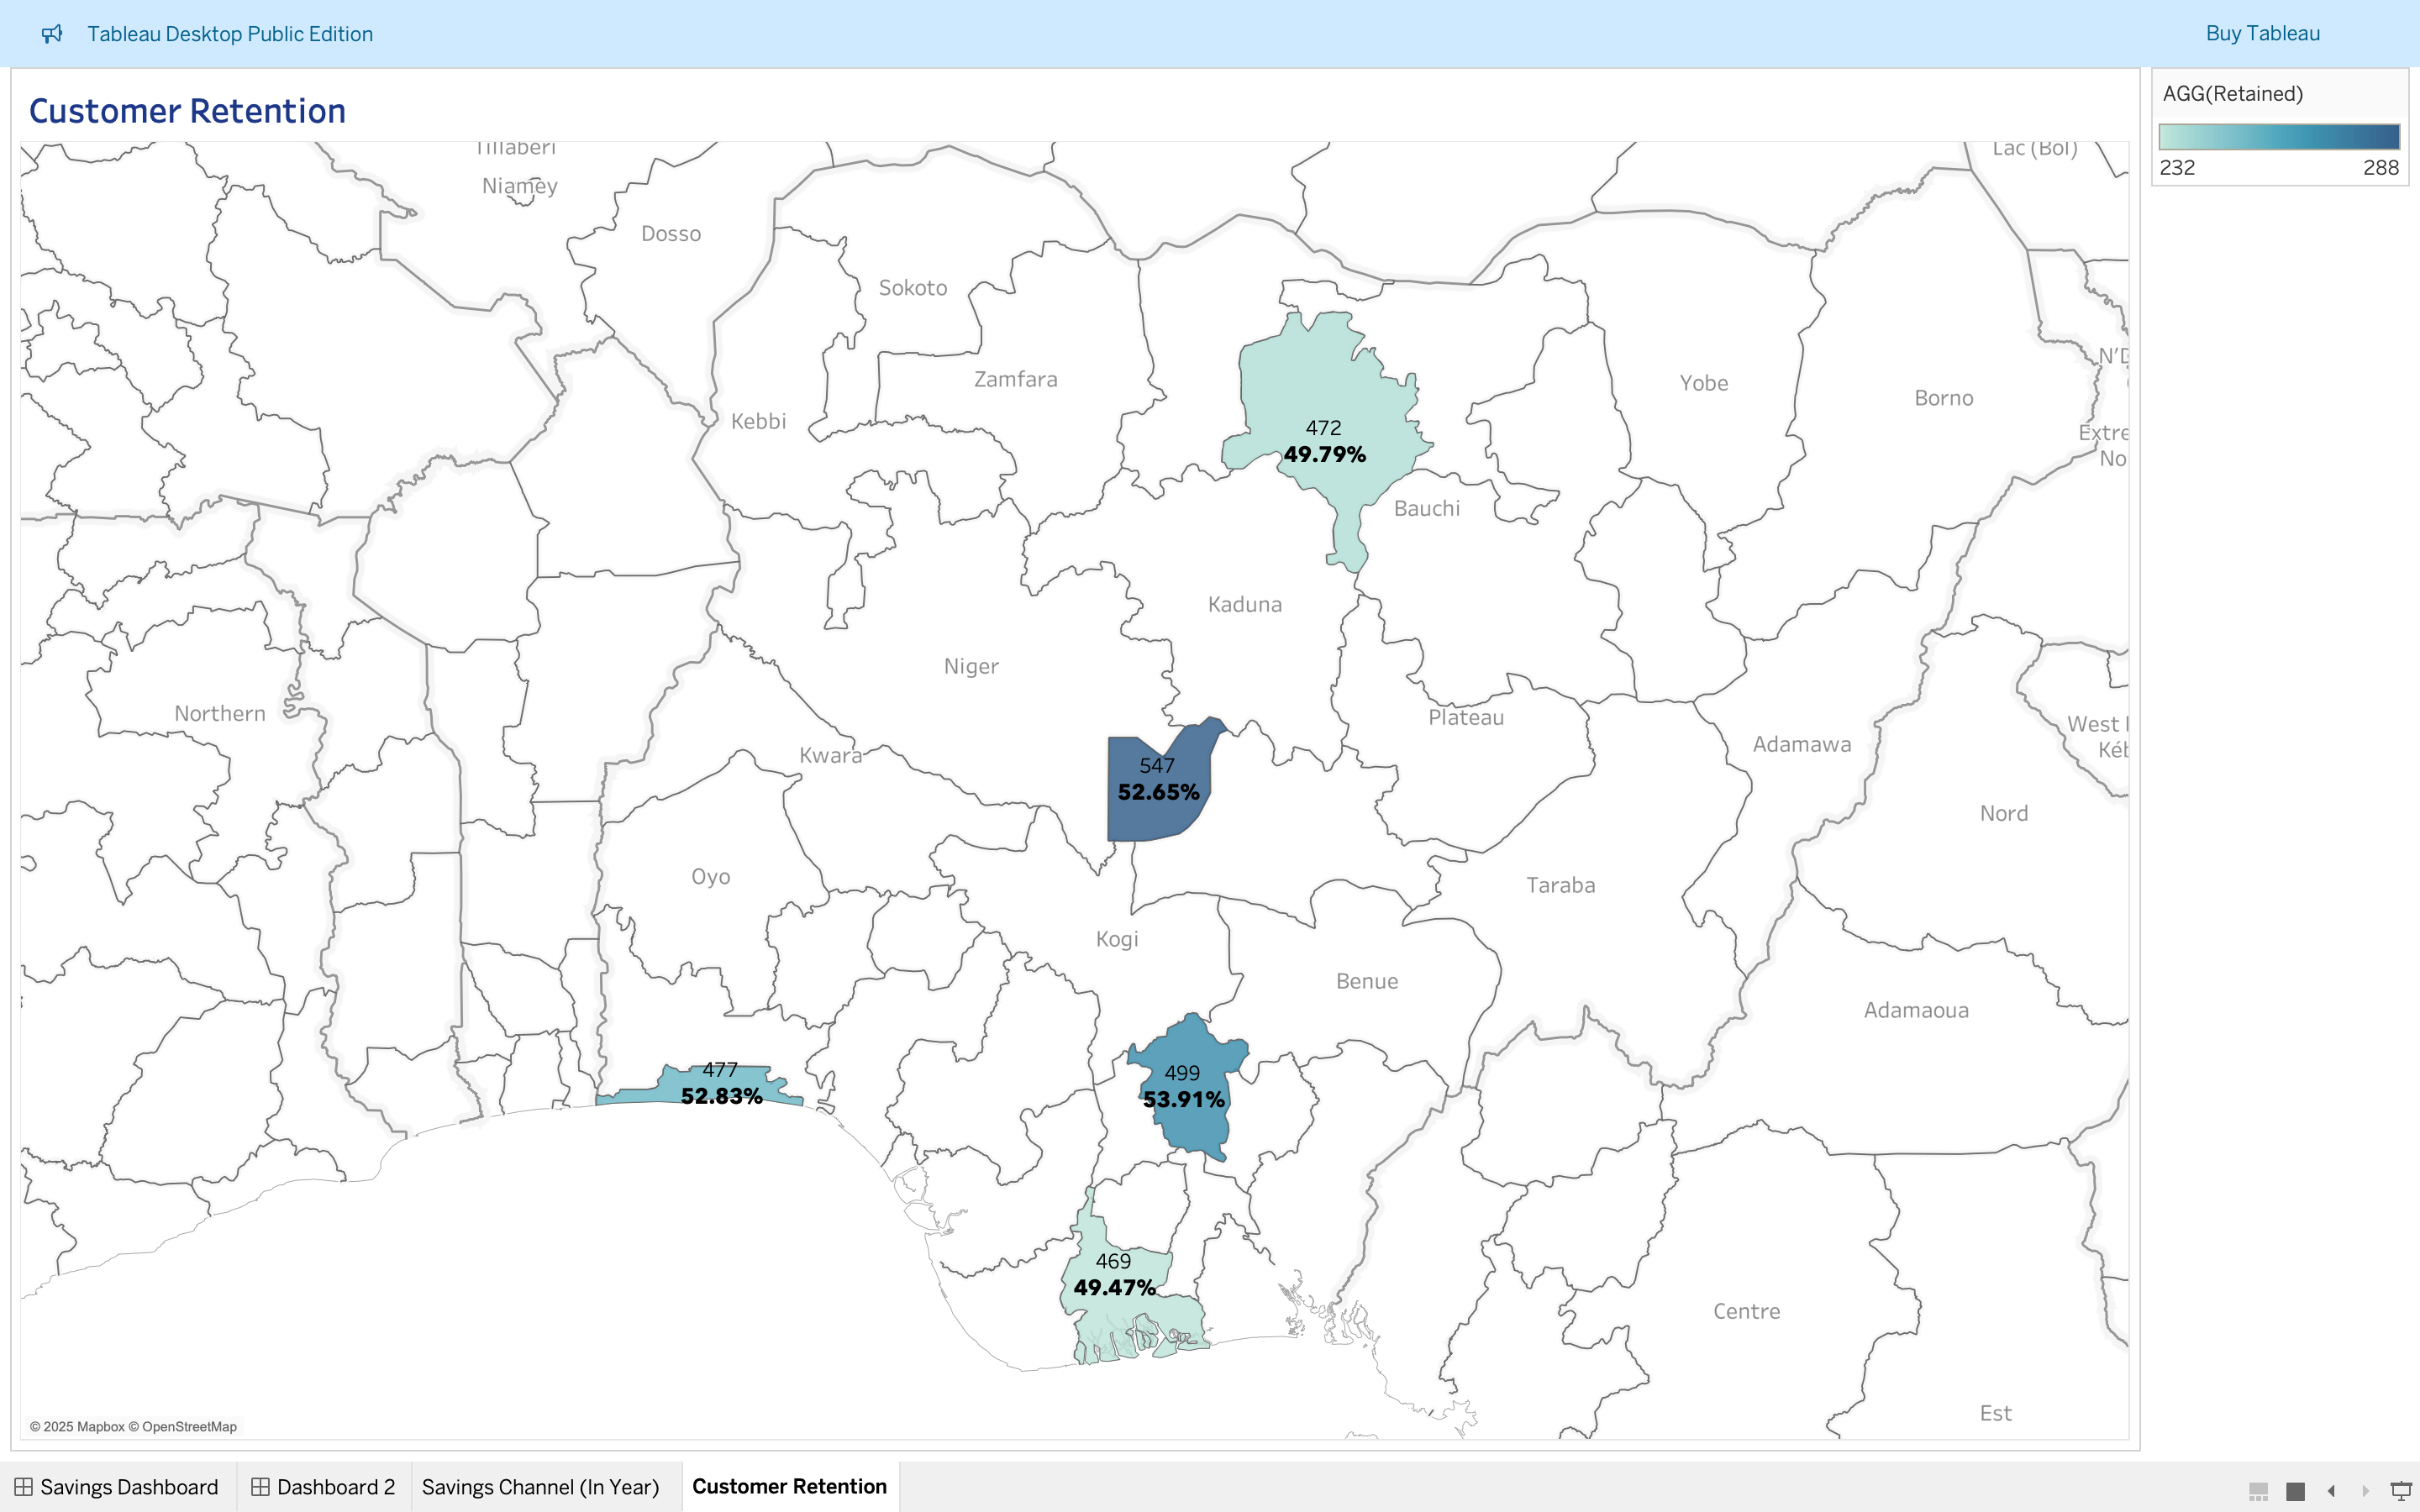 Tableau Desktop Public Edition
Buy Tableau
Customer Retention
AGG(Retained)
232
288
Tillaberi
Lac (Bol)
Niamey
Dosso
Sokoto
Zamfara
Yobe
Borno
Kebbi
472
49.79%
Extre
No
Bauchi
Kaduna
Niger
Northern
Plateau
Adamawa
West
Kwara
547
52.65%
Nord
Oyo
Taraba
Kogi
Benue
Adamaoua
477
52.83%
499
53.91%
469
49.47%
Centre
Est
© 2025 Mapbox © OpenStreetMap
Savings Dashboard
Dashboard 2
Savings Channel (In Year)
Customer Retention